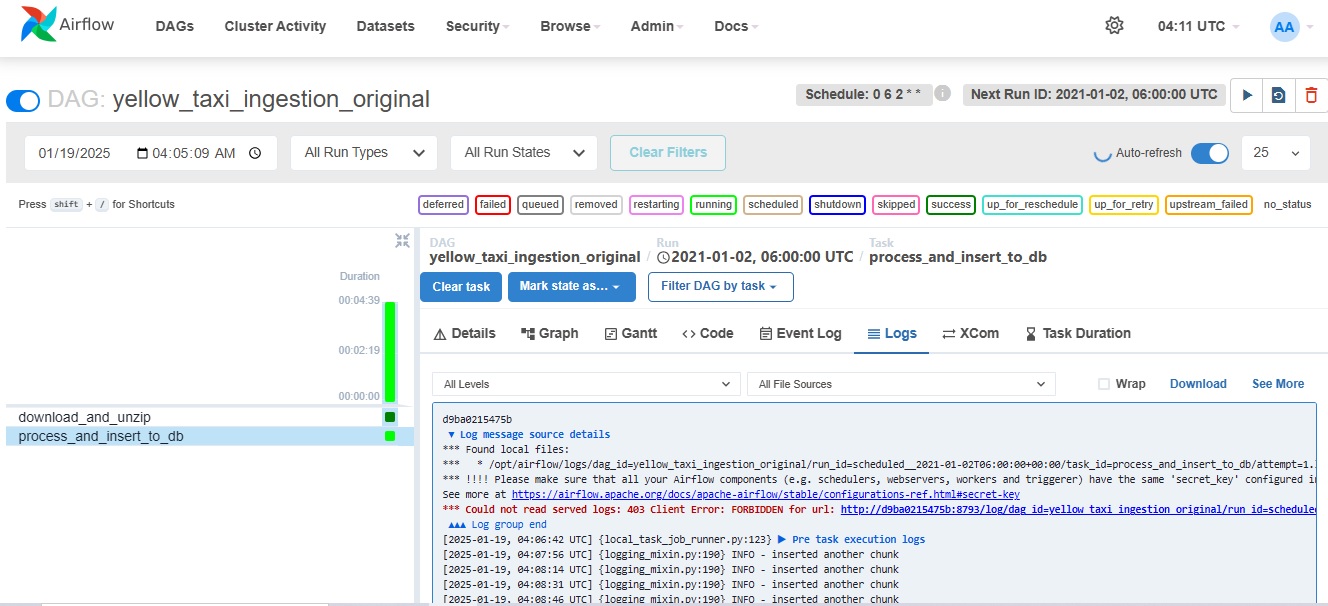 Airflow DAGs Cluster Activity Datasets Security Browse Admin Docs 04:11 UTC AA
DAG: yellow_taxi_ingestion_original Schedule: 0 6 2 * * i Next Run ID: 2021-01-02, 06:00:00 UTC
01/19/2025 04:05:09 AM All Run Types All Run States Clear Filters Auto-refresh 25
Press shift + / for Shortcuts deferred failed queued removed restarting running scheduled shutdown skipped success up_for_reschedule up_for_retry upstream_failed no_status
Duration
00:04:39
00:02:19
00:00:00
download_and_unzip
process_and_insert_to_db
DAG Run Task
yellow_taxi_ingestion_original / 2021-01-02, 06:00:00 UTC / process_and_insert_to_db
Clear task Mark state as… Filter DAG by task
Details Graph Gantt <> Code Event Log Logs XCom Task Duration
All Levels All File Sources Wrap Download See More
d9ba0215475b
▼ Log message source details
*** Found local files:
***   * /opt/airflow/logs/dag_id=yellow_taxi_ingestion_original/run_id=scheduled__2021-01-02T06:00:00+00:00/task_id=process_and_insert_to_db/attempt=1.
*** !!!! Please make sure that all your Airflow components (e.g. schedulers, webservers, workers and triggerer) have the same 'secret_key' configured i
See more at https://airflow.apache.org/docs/apache-airflow/stable/configurations-ref.html#secret-key
*** Could not read served logs: 403 Client Error: FORBIDDEN for url: http://d9ba0215475b:8793/log/dag_id=yellow_taxi_ingestion_original/run_id=schedule
▲▲▲ Log group end
[2025-01-19, 04:06:42 UTC] {local_task_job_runner.py:123} ▶ Pre task execution logs
[2025-01-19, 04:07:56 UTC] {logging_mixin.py:190} INFO - inserted another chunk
[2025-01-19, 04:08:14 UTC] {logging_mixin.py:190} INFO - inserted another chunk
[2025-01-19, 04:08:31 UTC] {logging_mixin.py:190} INFO - inserted another chunk
[2025-01-19, 04:08:46 UTC] {logging_mixin.py:190} INFO - inserted another chunk